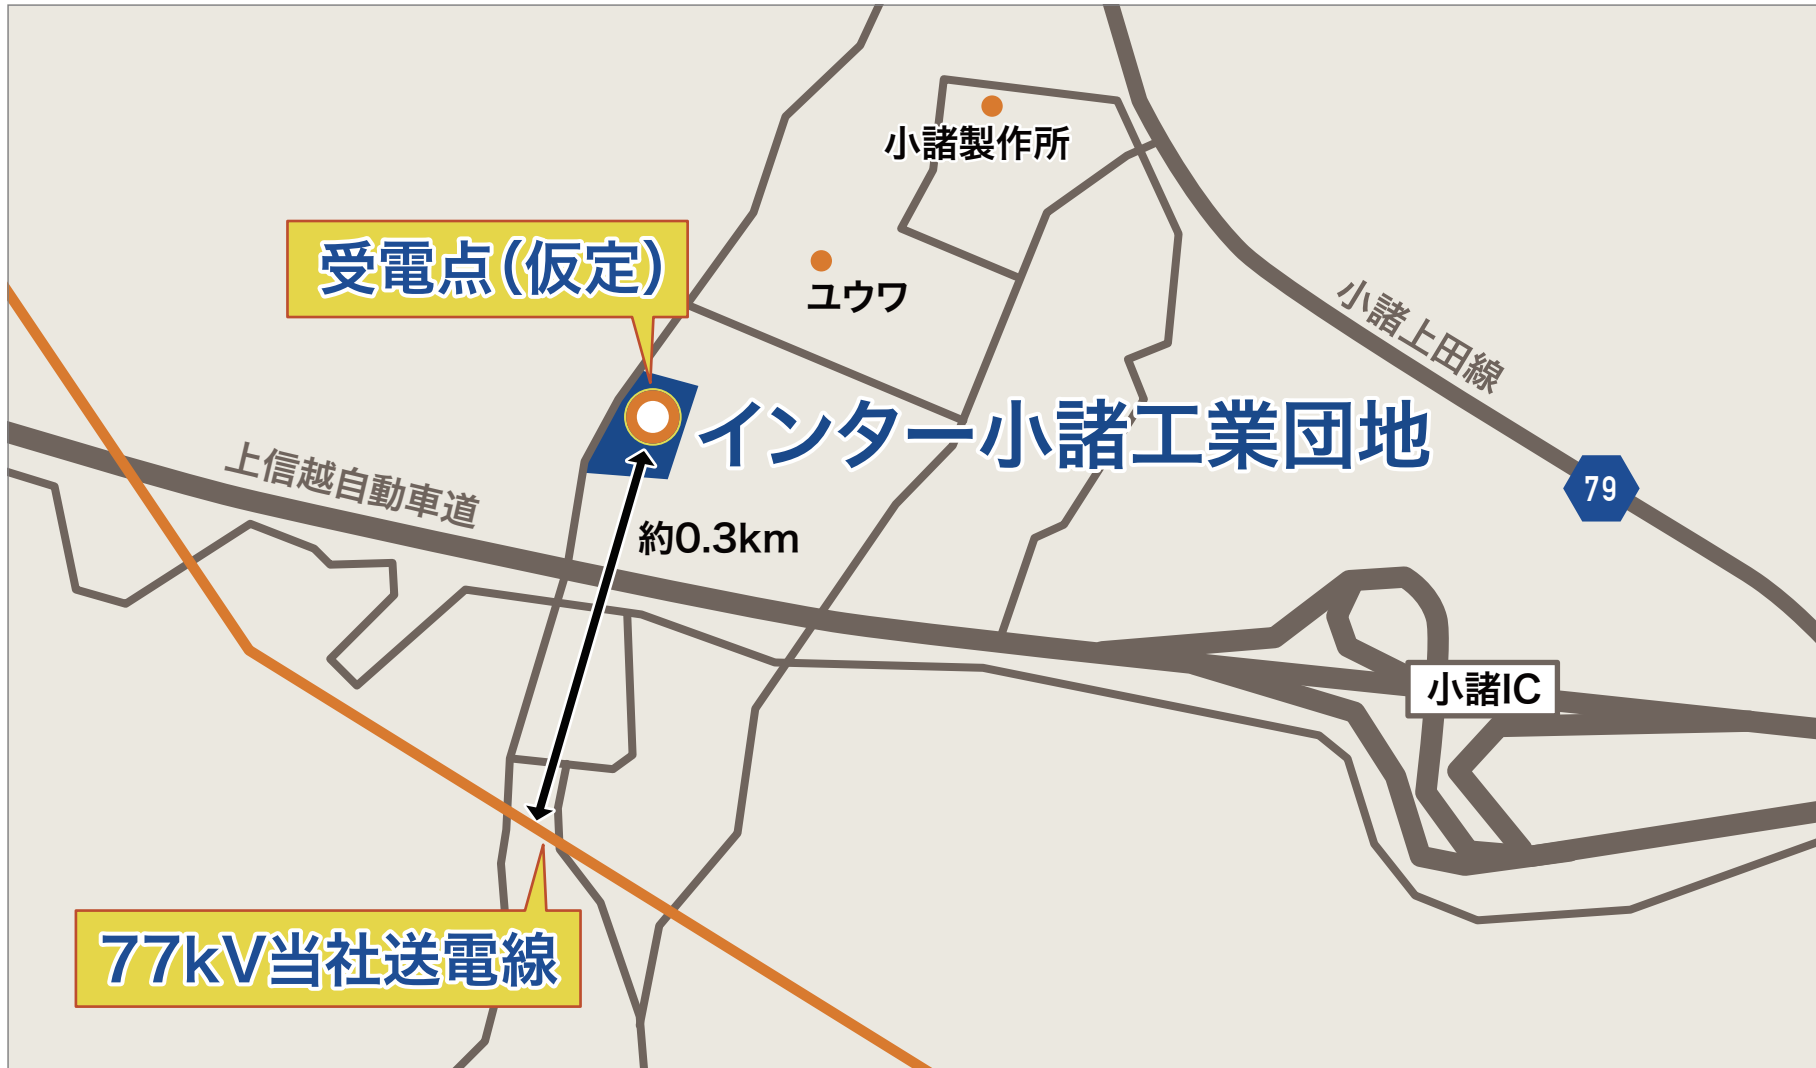 小諸製作所
受電点(仮定)
ユウワ
小諸上田線
インター小諸工業団地
上信越自動車道
79
約0.3km
小諸IC
77kV当社送電線